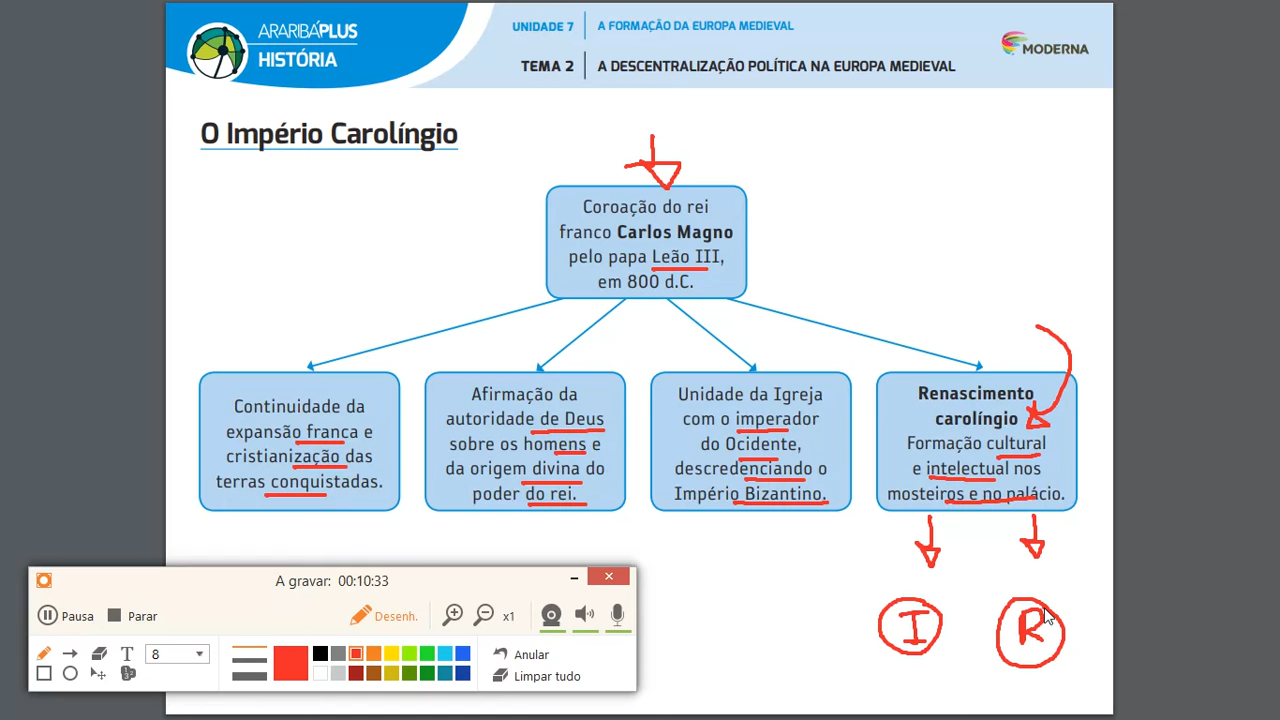 ARARIBÁPLUS
HISTÓRIA
UNIDADE 7
A FORMAÇÃO DA EUROPA MEDIEVAL
TEMA 2
A DESCENTRALIZAÇÃO POLÍTICA NA EUROPA MEDIEVAL
MODERNA
O Império Carolíngio
Coroação do rei
franco Carlos Magno
pelo papa Leão III,
em 800 d.C.
Continuidade da
expansão franca e
cristianização das
terras conquistadas.
Afirmação da
autoridade de Deus
sobre os homens e
da origem divina do
poder do rei.
Unidade da Igreja
com o imperador
do Ocidente,
descredenciando o
Império Bizantino.
Renascimento
carolíngio
Formação cultural
e intelectual nos
mosteiros e no palácio.
I
R
A gravar: 00:10:33
Pausa
Parar
Desenh.
x1
T
8
Anular
Limpar tudo